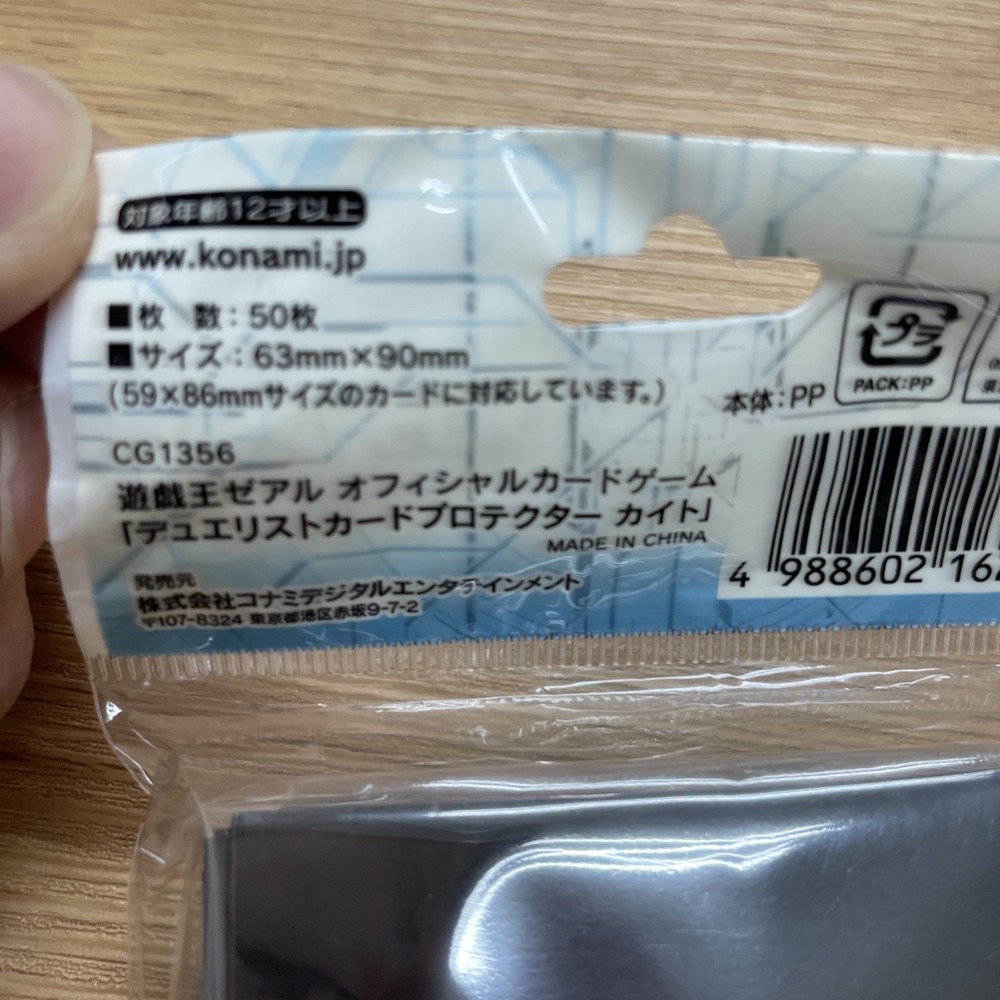 対象年齢12才以上
www.konami.jp
■枚 数：50枚
■サイズ：63mm×90mm
（59×86mmサイズのカードに対応しています。）
本体：PP
プラ
PACK:PP
CG1356
遊戯王ゼアル オフィシャルカードゲーム
「デュエリストカードプロテクター カイト」
MADE IN CHINA
発売元
株式会社コナミデジタルエンタテインメント
〒107-8324 東京都港区赤坂9-7-2
4 988602 16